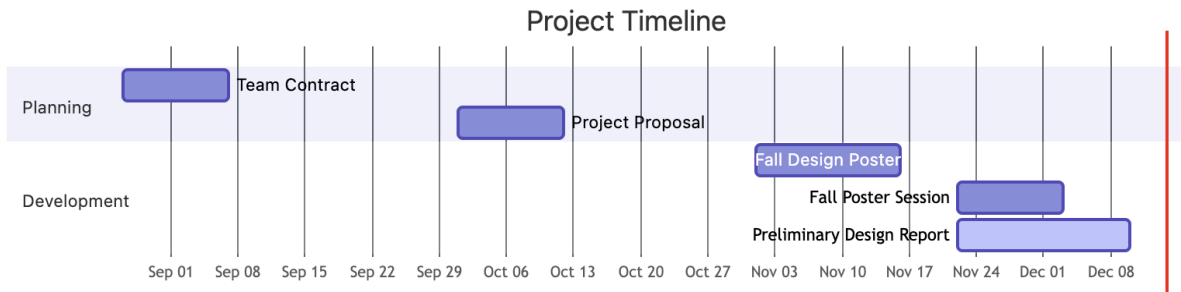 Project Timeline
Planning
Team Contract
Project Proposal
Development
Fall Design Poster
Fall Poster Session
Preliminary Design Report
Sep 01 Sep 08 Sep 15 Sep 22 Sep 29 Oct 06 Oct 13 Oct 20 Oct 27 Nov 03 Nov 10 Nov 17 Nov 24 Dec 01 Dec 08